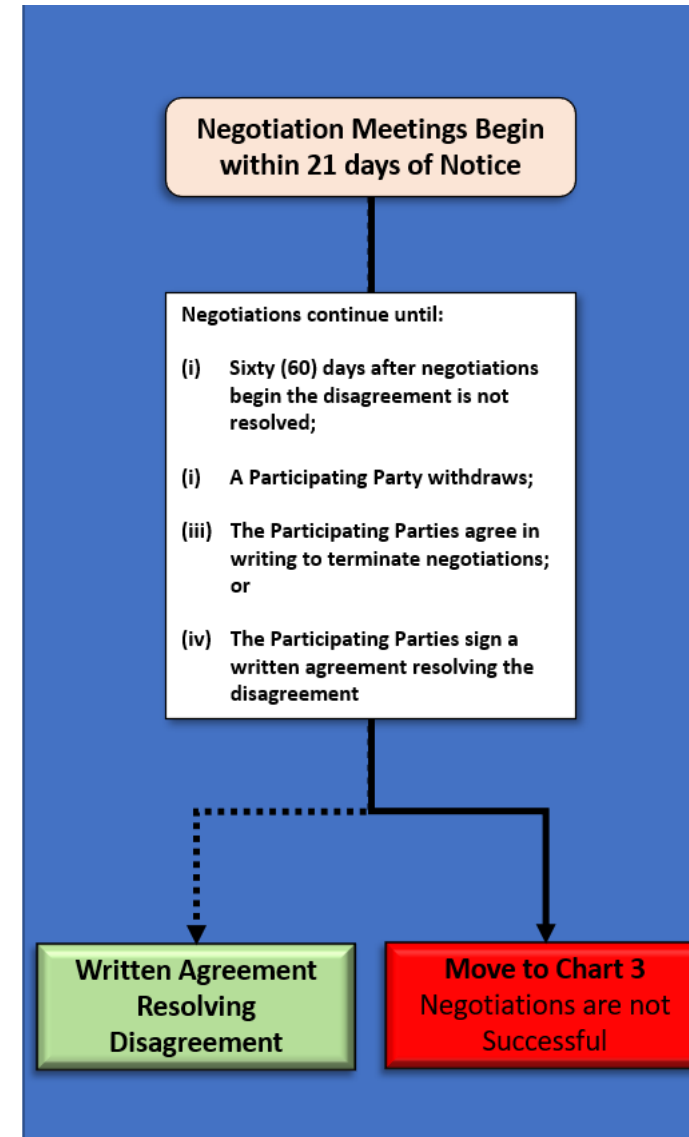 Negotiation Meetings Begin
within 21 days of Notice
Negotiations continue until:
(i) Sixty (60) days after negotiations
begin the disagreement is not
resolved;
(i) A Participating Party withdraws;
(iii) The Participating Parties agree in
writing to terminate negotiations;
or
(iv) The Participating Parties sign a
written agreement resolving the
disagreement
Written Agreement
Resolving
Disagreement
Move to Chart 3
Negotiations are not
Successful